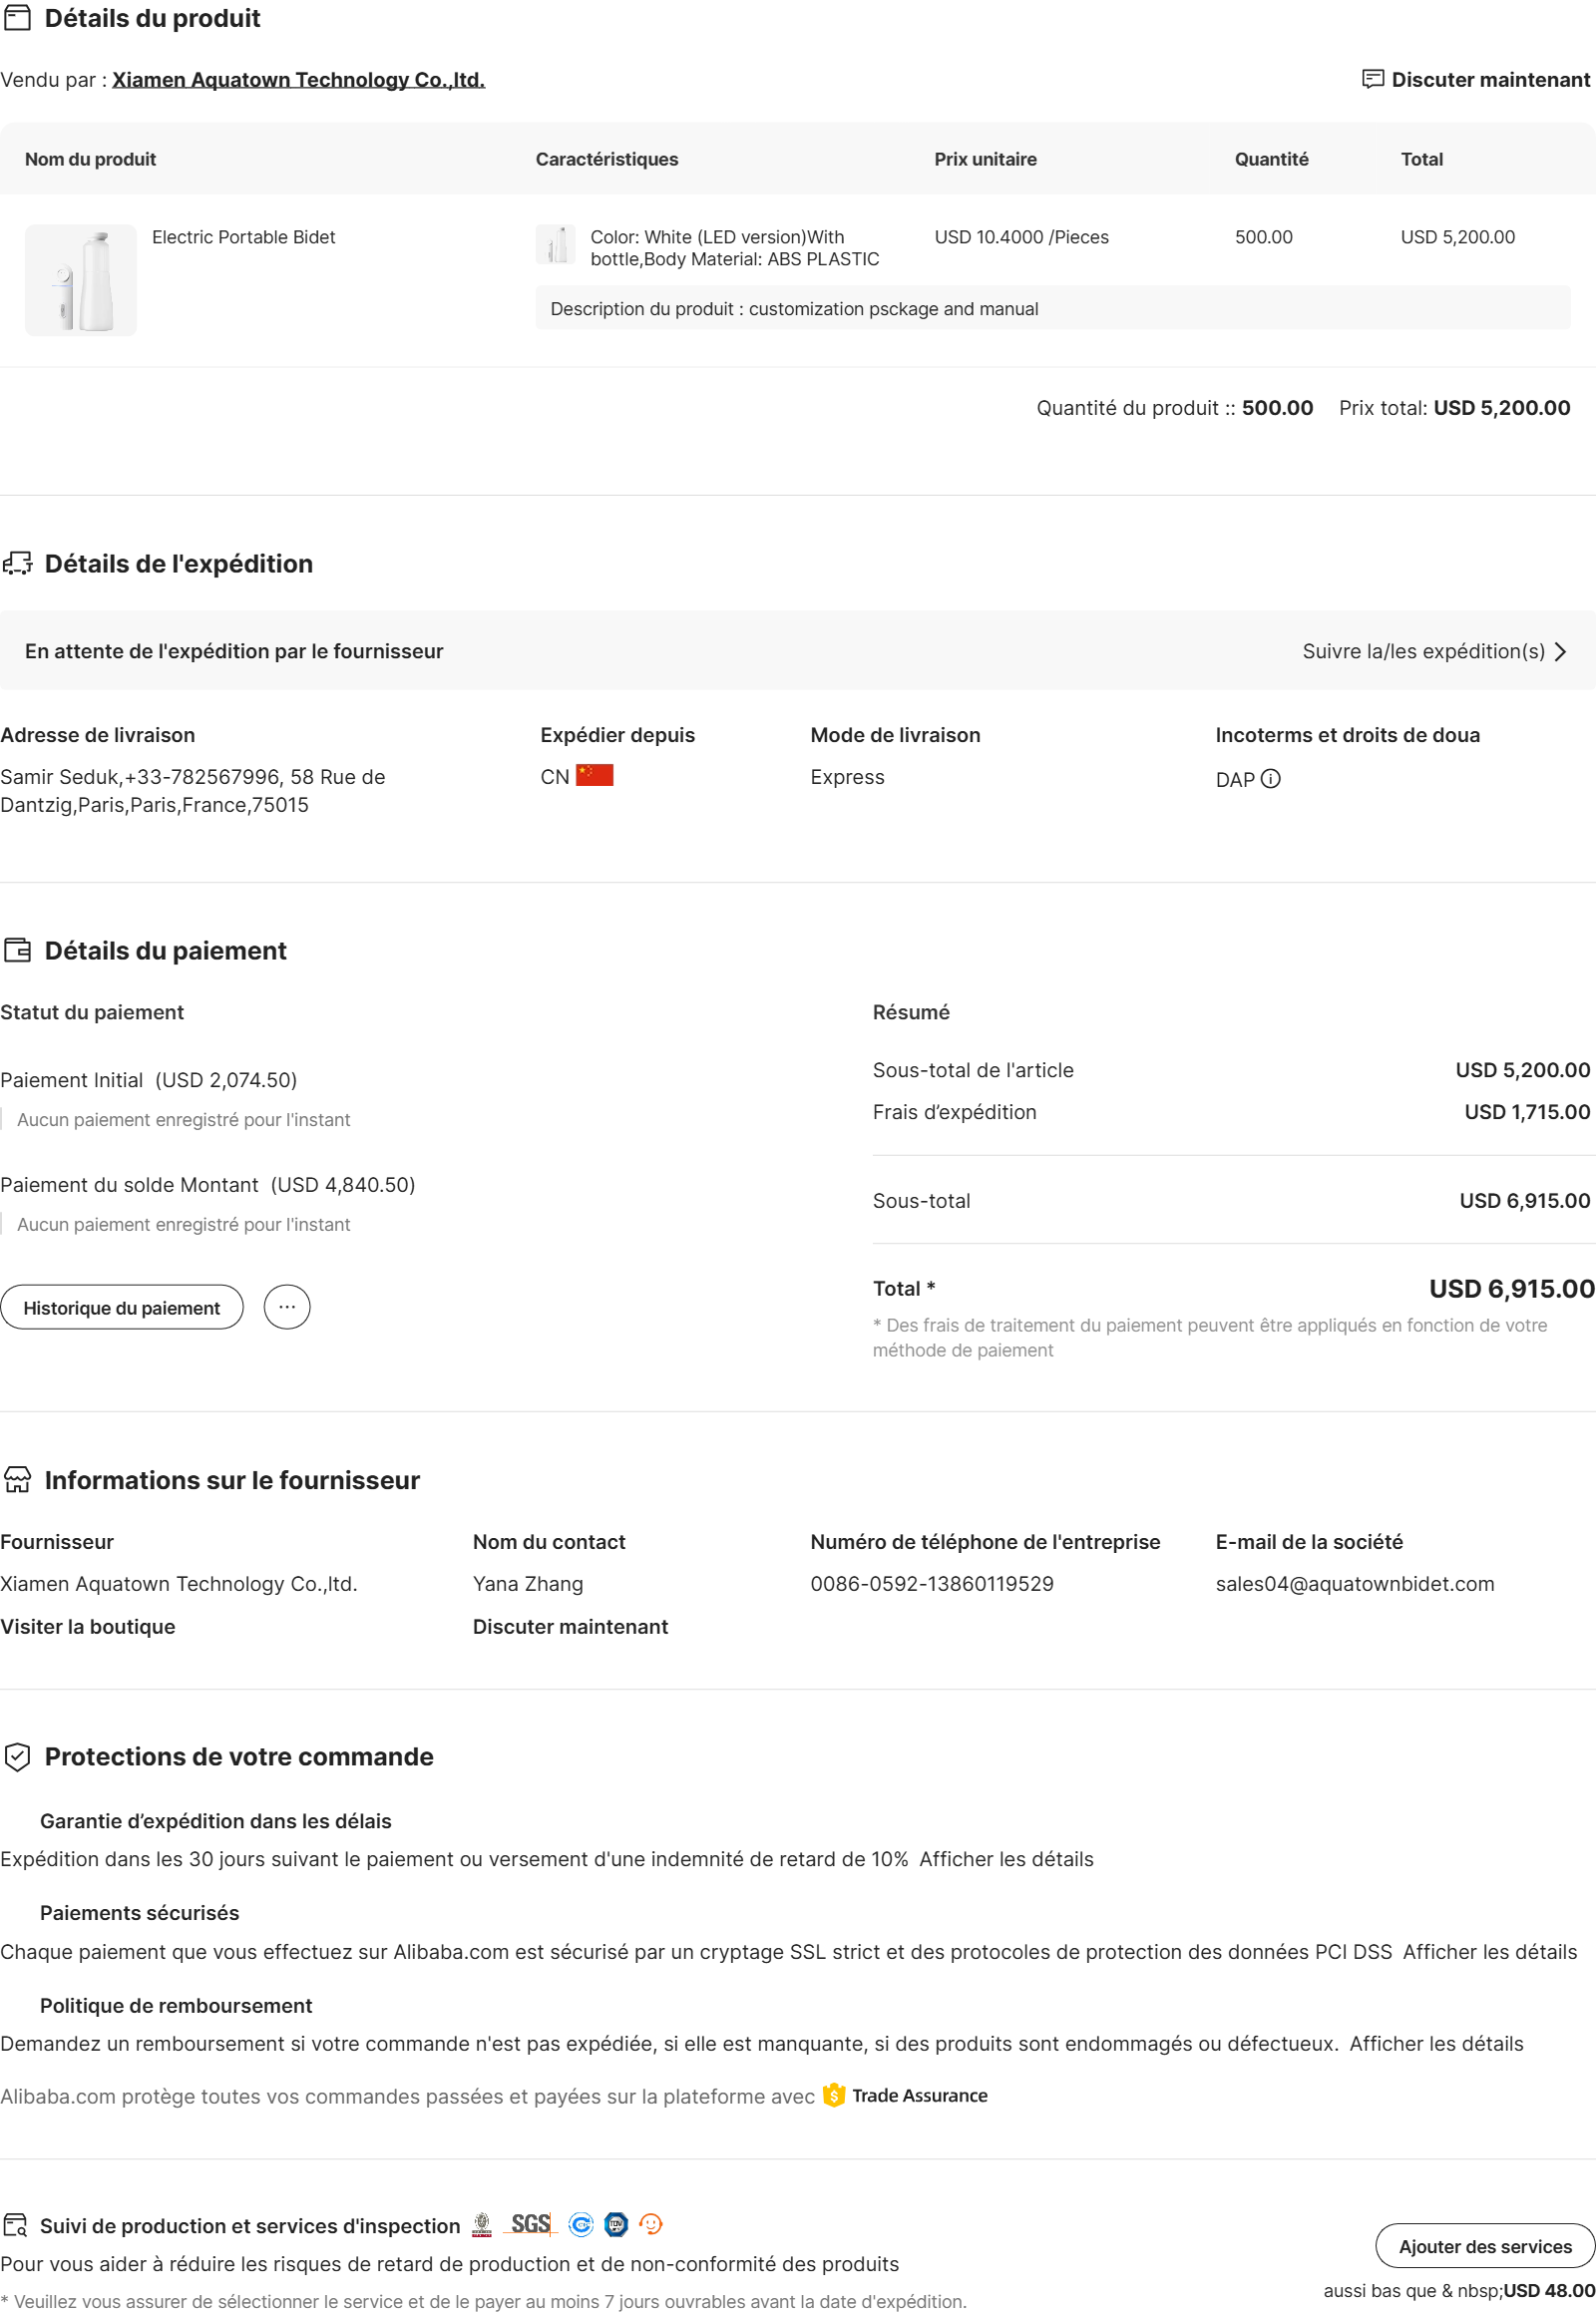 Détails du produit
Vendu par : Xiamen Aquatown Technology Co.,ltd.
Discuter maintenant
Nom du produit Caractéristiques Prix unitaire Quantité Total
Electric Portable Bidet Color: White (LED version)With USD 10.4000 /Pieces 500.00 USD 5,200.00
bottle,Body Material: ABS PLASTIC
Description du produit : customization psckage and manual
Quantité du produit :: 500.00 Prix total: USD 5,200.00
Détails de l'expédition
En attente de l'expédition par le fournisseur Suivre la/les expédition(s)
Adresse de livraison Expédier depuis Mode de livraison Incoterms et droits de doua
Samir Seduk,+33-782567996, 58 Rue de CN Express DAP
Dantzig,Paris,Paris,France,75015
Détails du paiement
Statut du paiement
Paiement Initial (USD 2,074.50)
Aucun paiement enregistré pour l'instant
Paiement du solde Montant (USD 4,840.50)
Aucun paiement enregistré pour l'instant
Historique du paiement ···
Résumé
Sous-total de l'article USD 5,200.00
Frais d’expédition USD 1,715.00
Sous-total USD 6,915.00
Total * USD 6,915.00
* Des frais de traitement du paiement peuvent être appliqués en fonction de votre
méthode de paiement
Informations sur le fournisseur
Fournisseur Nom du contact Numéro de téléphone de l'entreprise E-mail de la société
Xiamen Aquatown Technology Co.,ltd. Yana Zhang 0086-0592-13860119529 sales04@aquatownbidet.com
Visiter la boutique Discuter maintenant
Protections de votre commande
Garantie d’expédition dans les délais
Expédition dans les 30 jours suivant le paiement ou versement d'une indemnité de retard de 10% Afficher les détails
Paiements sécurisés
Chaque paiement que vous effectuez sur Alibaba.com est sécurisé par un cryptage SSL strict et des protocoles de protection des données PCI DSS Afficher les détails
Politique de remboursement
Demandez un remboursement si votre commande n'est pas expédiée, si elle est manquante, si des produits sont endommagés ou défectueux. Afficher les détails
Alibaba.com protège toutes vos commandes passées et payées sur la plateforme avec Trade Assurance
Suivi de production et services d'inspection SGS
Pour vous aider à réduire les risques de retard de production et de non-conformité des produits
* Veuillez vous assurer de sélectionner le service et de le payer au moins 7 jours ouvrables avant la date d'expédition.
Ajouter des services
aussi bas que & nbsp;USD 48.00